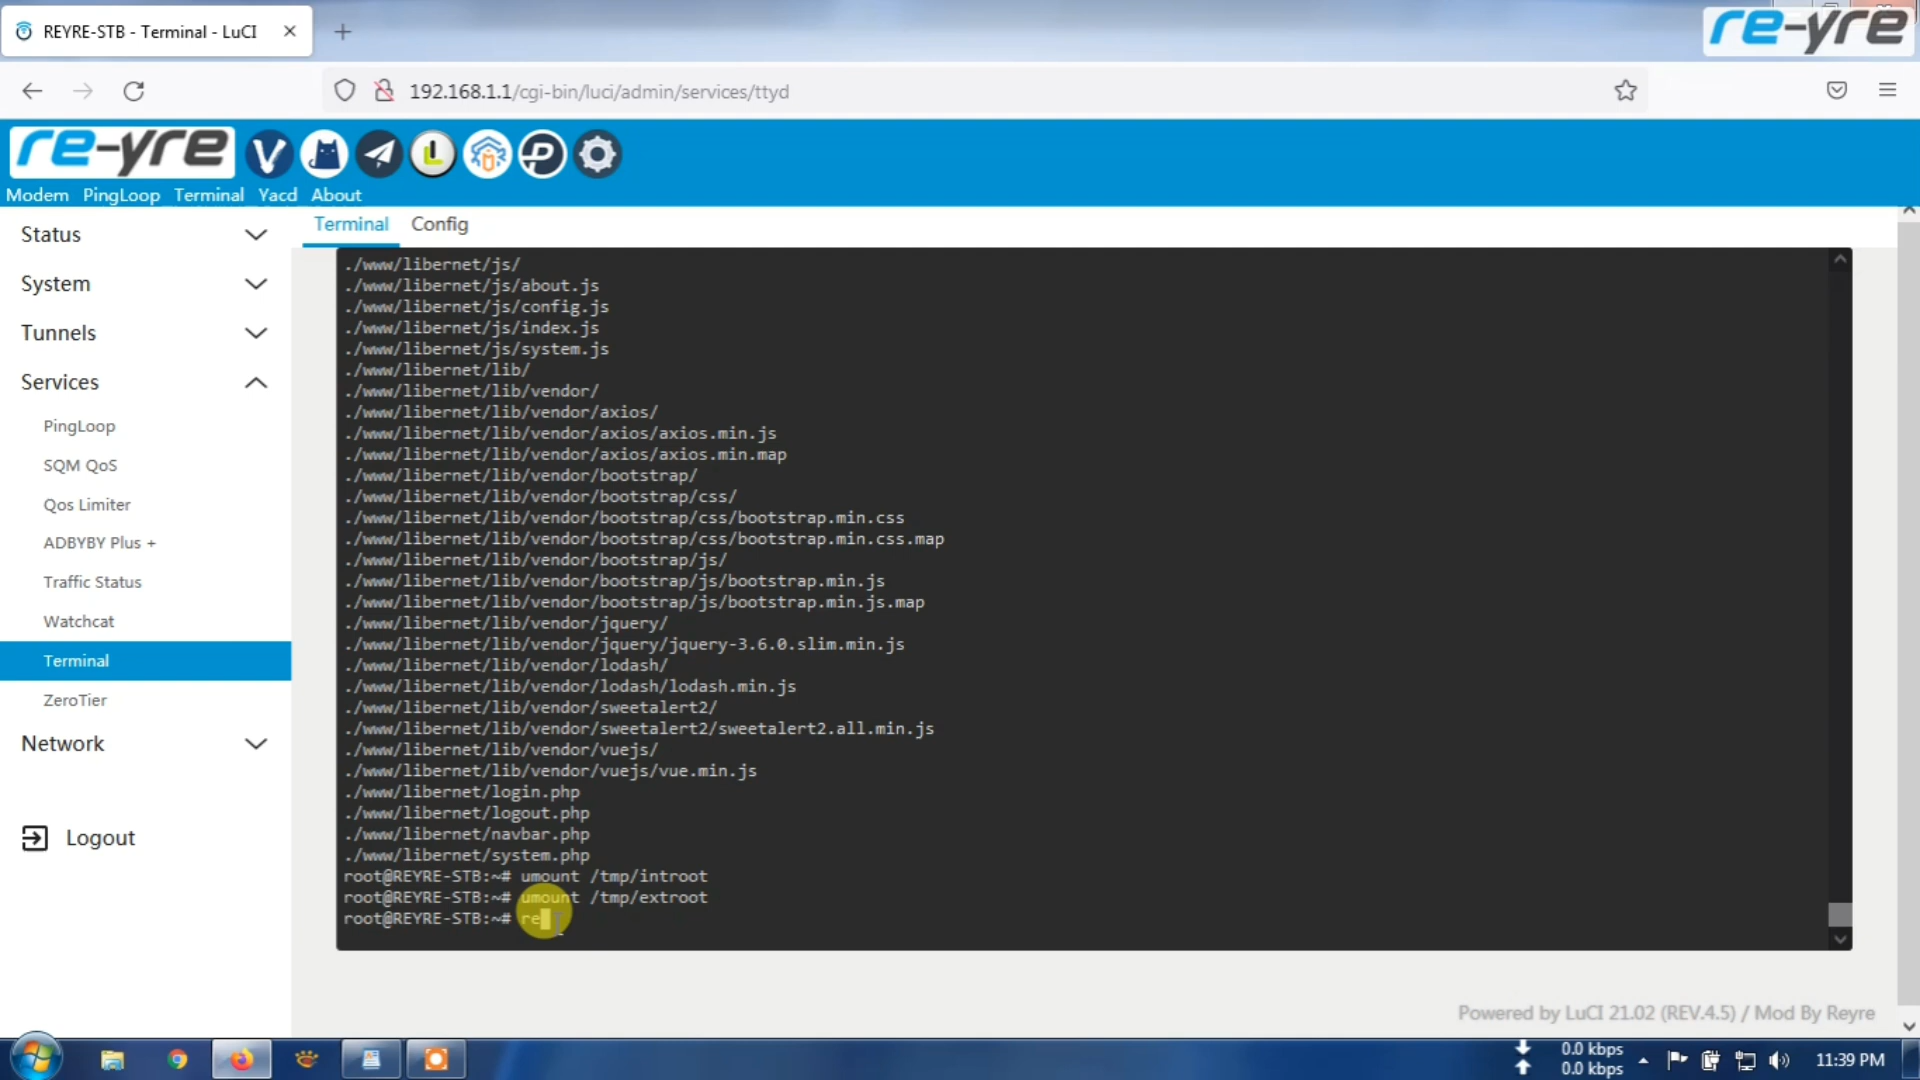 REYRE-STB - Terminal - LuCI
re-yre
192.168.1.1/cgi-bin/luci/admin/services/ttyd
re-yre
Modem PingLoop Terminal Yacd About
Status
System
Tunnels
Services
PingLoop
SQM QoS
Qos Limiter
ADBYBY Plus +
Traffic Status
Watchcat
Terminal
ZeroTier
Network
Logout
Terminal Config
./www/libernet/js/
./www/libernet/js/about.js
./www/libernet/js/config.js
./www/libernet/js/index.js
./www/libernet/js/system.js
./www/libernet/lib/
./www/libernet/lib/vendor/
./www/libernet/lib/vendor/axios/
./www/libernet/lib/vendor/axios/axios.min.js
./www/libernet/lib/vendor/axios/axios.min.map
./www/libernet/lib/vendor/bootstrap/
./www/libernet/lib/vendor/bootstrap/css/
./www/libernet/lib/vendor/bootstrap/css/bootstrap.min.css
./www/libernet/lib/vendor/bootstrap/css/bootstrap.min.css.map
./www/libernet/lib/vendor/bootstrap/js/
./www/libernet/lib/vendor/bootstrap/js/bootstrap.min.js
./www/libernet/lib/vendor/bootstrap/js/bootstrap.min.js.map
./www/libernet/lib/vendor/jquery/
./www/libernet/lib/vendor/jquery/jquery-3.6.0.slim.min.js
./www/libernet/lib/vendor/lodash/
./www/libernet/lib/vendor/lodash/lodash.min.js
./www/libernet/lib/vendor/sweetalert2/
./www/libernet/lib/vendor/sweetalert2/sweetalert2.all.min.js
./www/libernet/lib/vendor/vuejs/
./www/libernet/lib/vendor/vuejs/vue.min.js
./www/libernet/login.php
./www/libernet/logout.php
./www/libernet/navbar.php
./www/libernet/system.php
root@REYRE-STB:~# umount /tmp/introot
root@REYRE-STB:~# umount /tmp/extroot
root@REYRE-STB:~# re
Powered by LuCI 21.02 (REV.4.5) / Mod By Reyre
0.0 kbps
0.0 kbps
11:39 PM